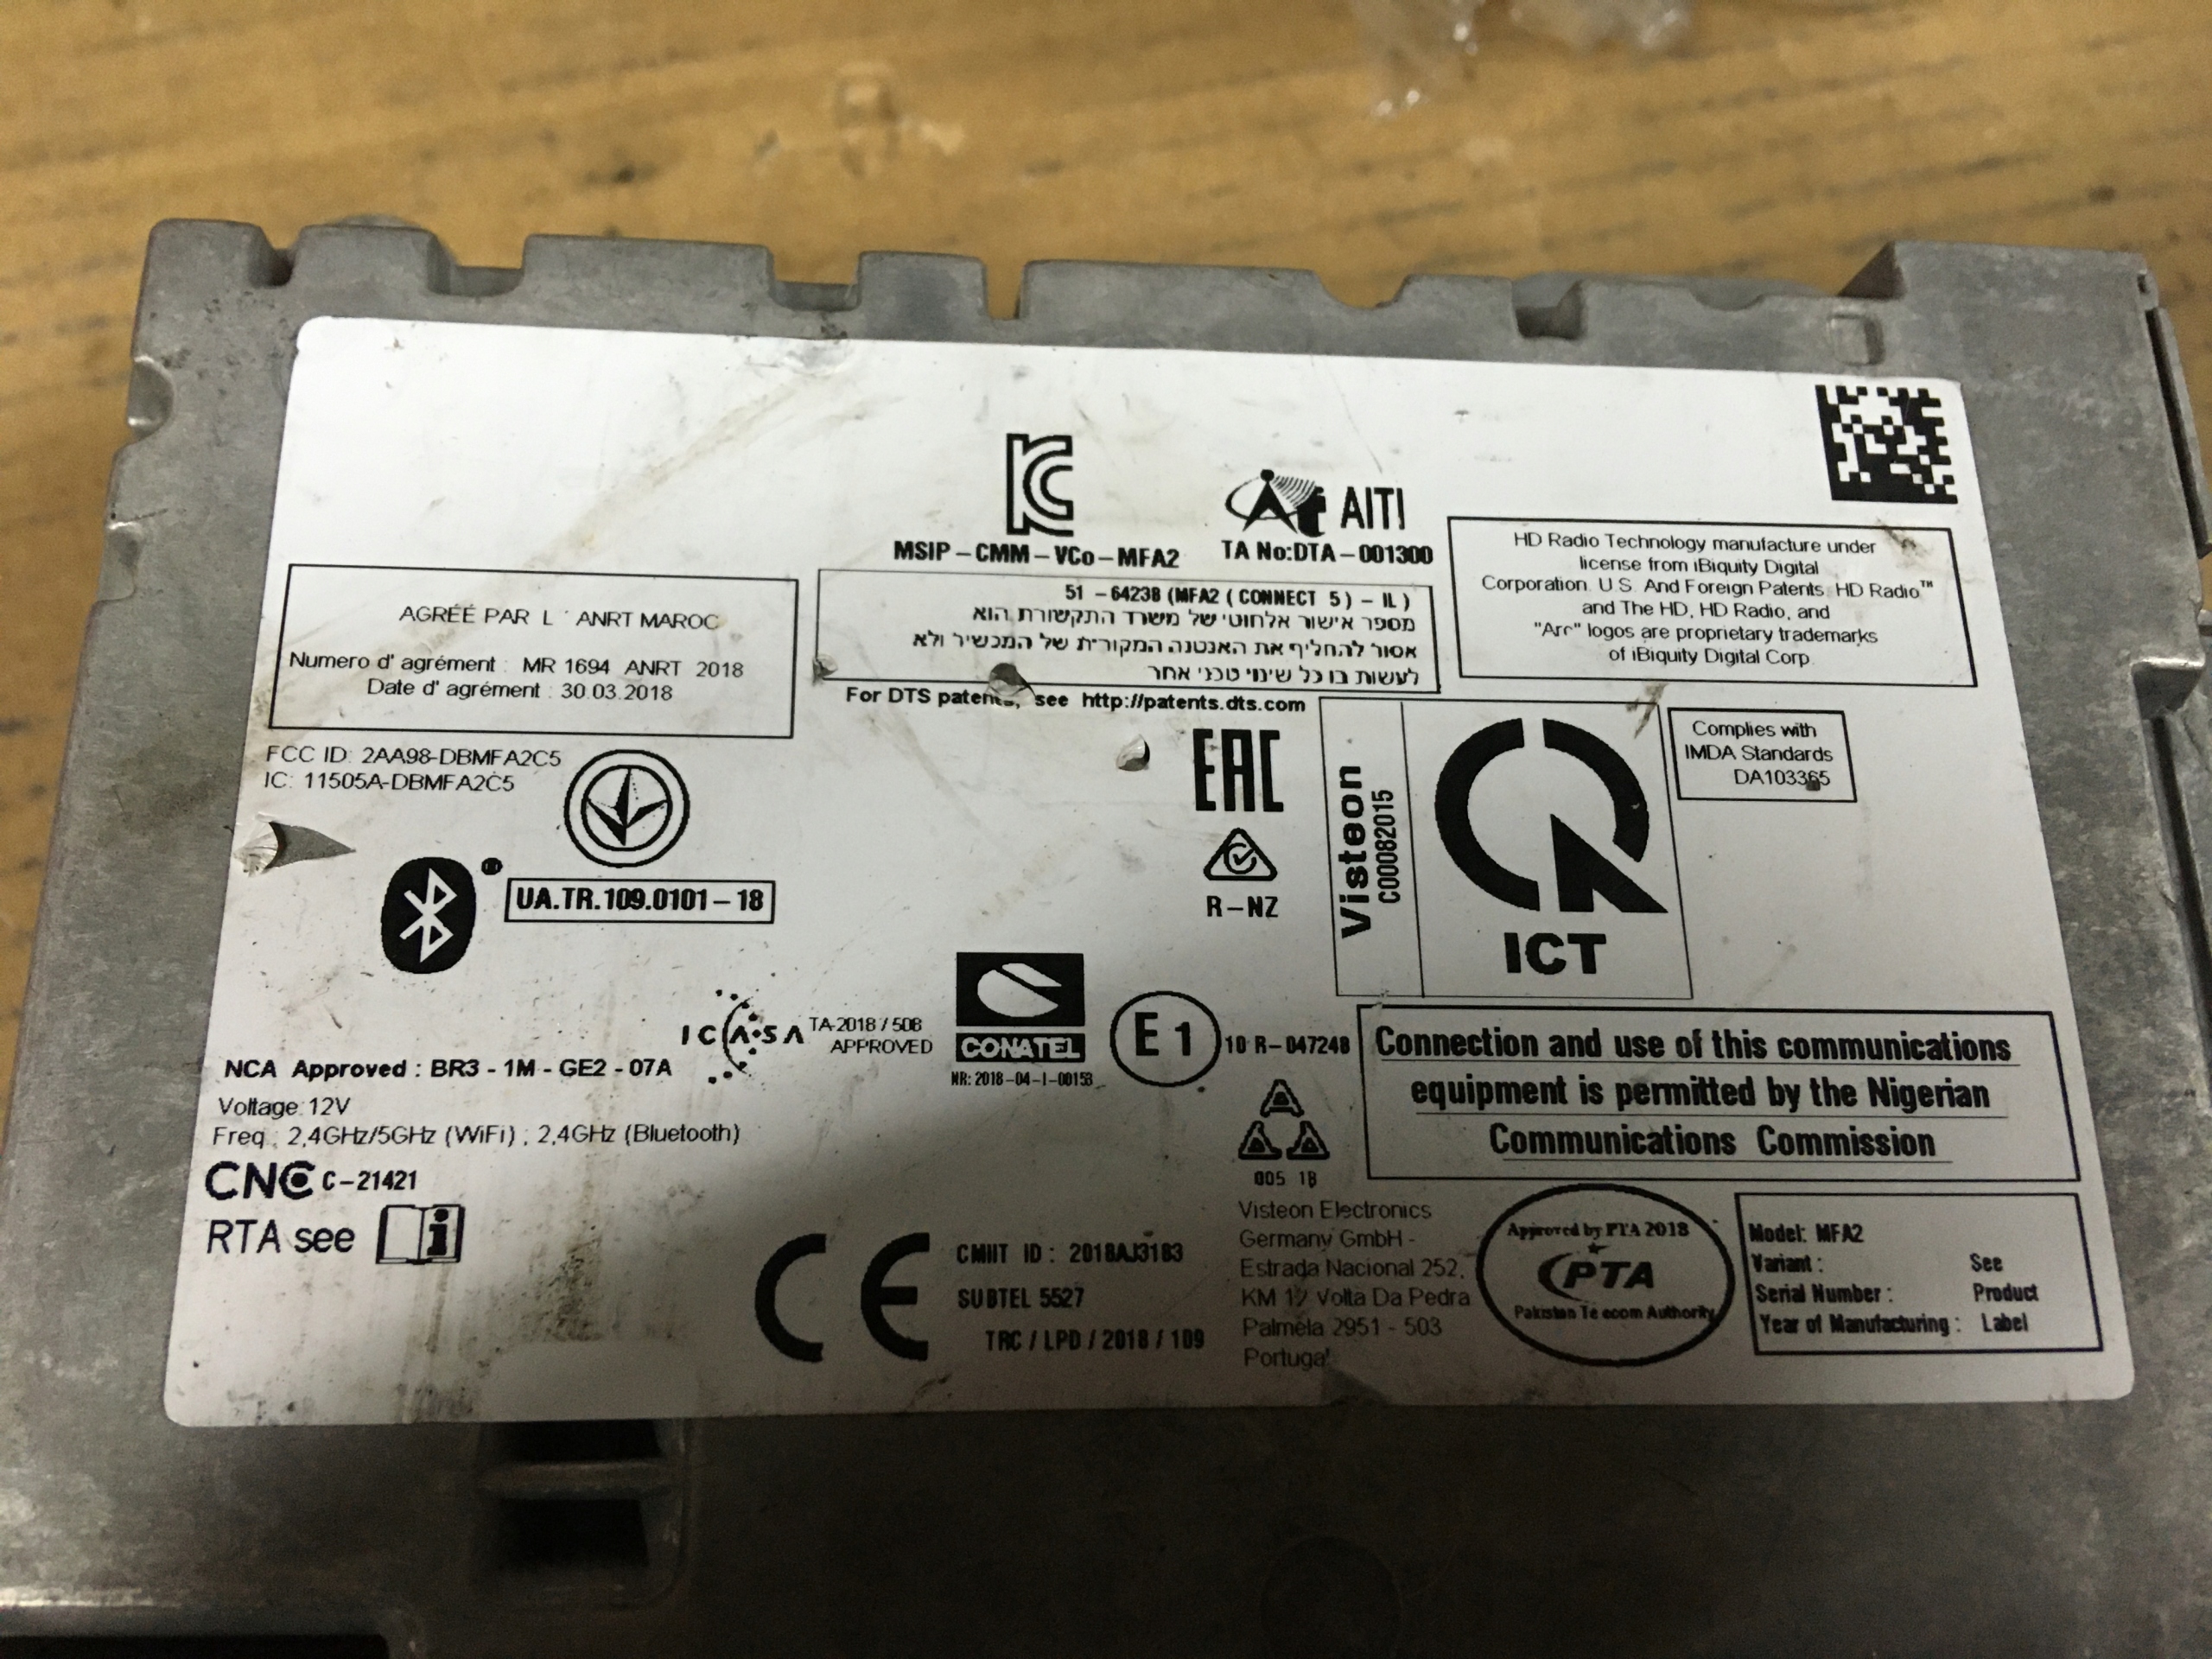 KC
MSIP-CMM-VCo-MFA2
AITI
TA No:DTA-001300
HD Radio Technology manufacture under
license from iBiquity Digital
Corporation. U.S. And Foreign Patents. HD Radio™
and The HD, HD Radio, and
"Arc" logos are proprietary trademarks
of iBiquity Digital Corp.
AGRÉÉ PAR L ' ANRT MAROC
Numero d' agrément : MR 1694 ANRT 2018
Date d' agrément : 30.03.2018
51 -64238 (MFA2 ( CONNECT 5) - IL )
מספר אישור אלחוטי של משרד התקשורת הוא
אסור להחליף את האנטנה המקורית של המכשיר ולא
לעשות בו כל שינוי טכני אחר
For DTS patents, see http://patents.dts.com
FCC ID: 2AA98-DBMFA2C5
IC: 11505A-DBMFA2C5
UA.TR.109.0101-18
EAC
R-NZ
Visteon
C00082015
ICT
Complies with
IMDA Standards
DA103365
ICASA
TA-2018 / 508
APPROVED
CONATEL
NR: 2018-04-I-00153
E1
10 R-047248
NCA Approved : BR3 - 1M - GE2 - 07A
Voltage: 12V
Freq.: 2,4GHz/5GHz (WiFi) ; 2,4GHz (Bluetooth)
CNC C-21421
RTA see i
Connection and use of this communications
equipment is permitted by the Nigerian
Communications Commission
A
A A
005 18
CE
CMIIT ID : 2018AJ3183
SUBTEL 5527
TRC / LPD / 2018 / 109
Visteon Electronics
Germany GmbH -
Estrada Nacional 252,
KM 12 Volta Da Pedra
Palmela 2951 - 503
Portugal
Approved by PTA 2018
PTA
Pakistan Telecom Authority
Model: MFA2
Variant : See
Serial Number : Product
Year of Manufacturing : Label